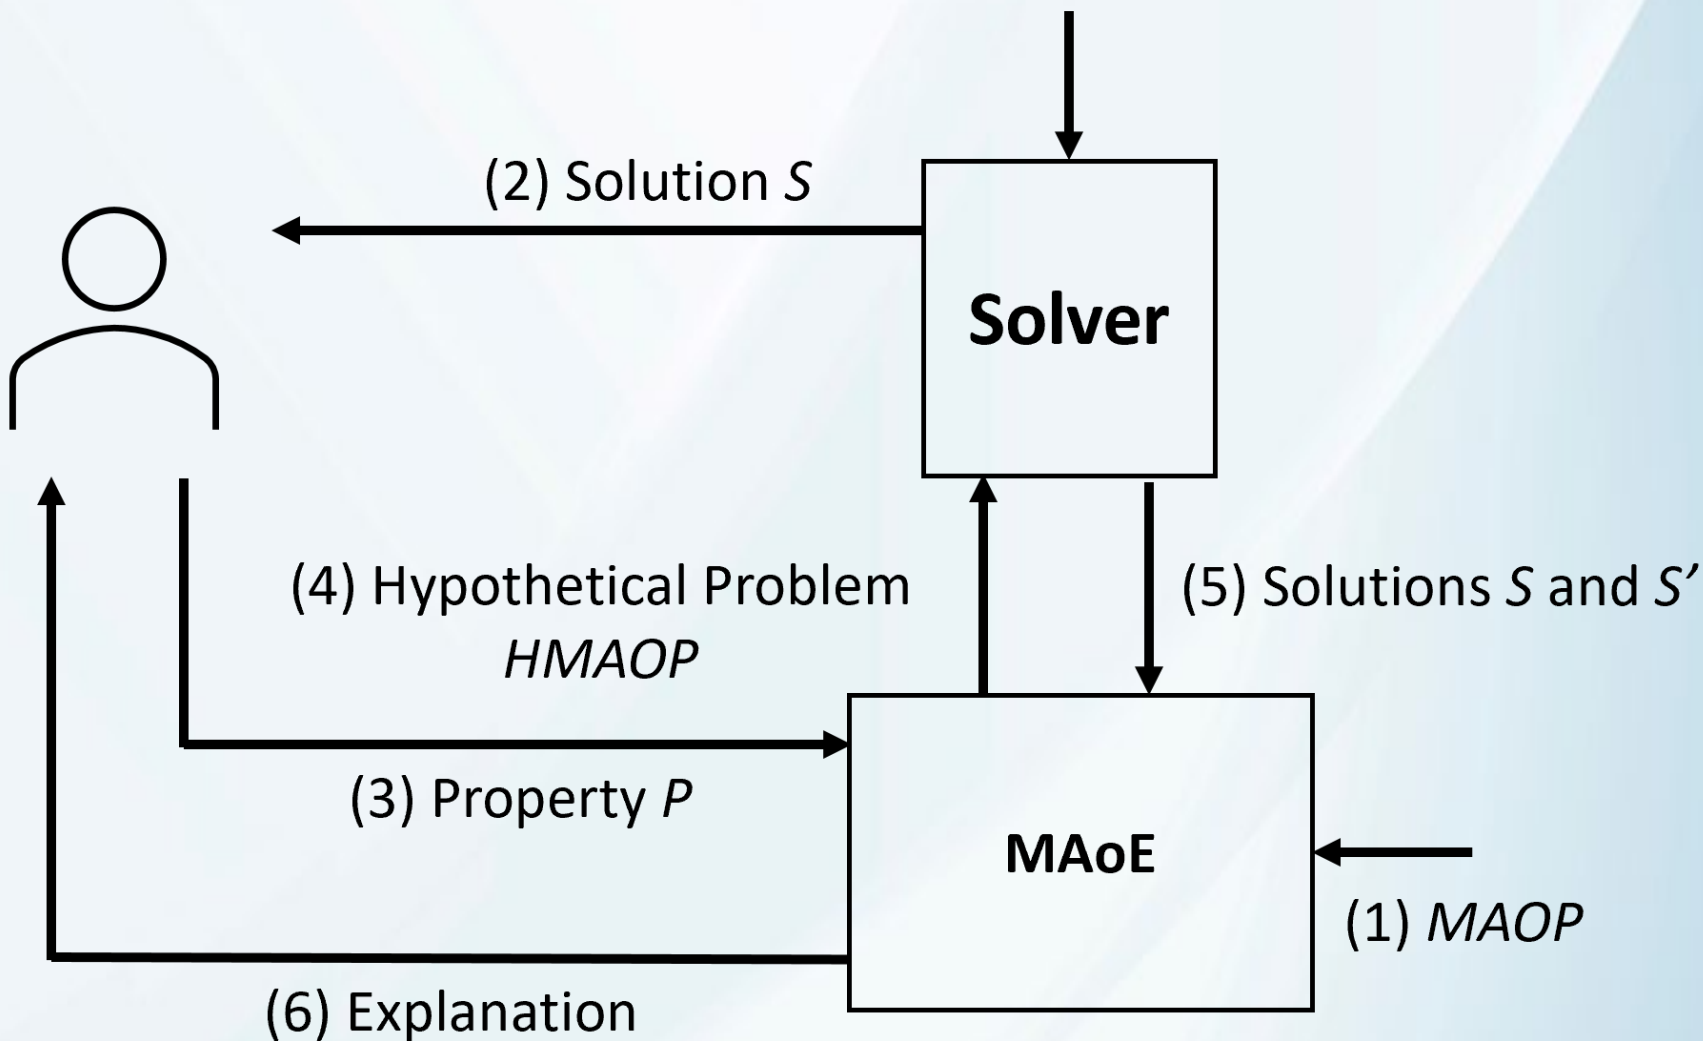 (2) Solution S
Solver
(4) Hypothetical Problem
HMAOP
(5) Solutions S and S’
(3) Property P
MAoE
(1) MAOP
(6) Explanation